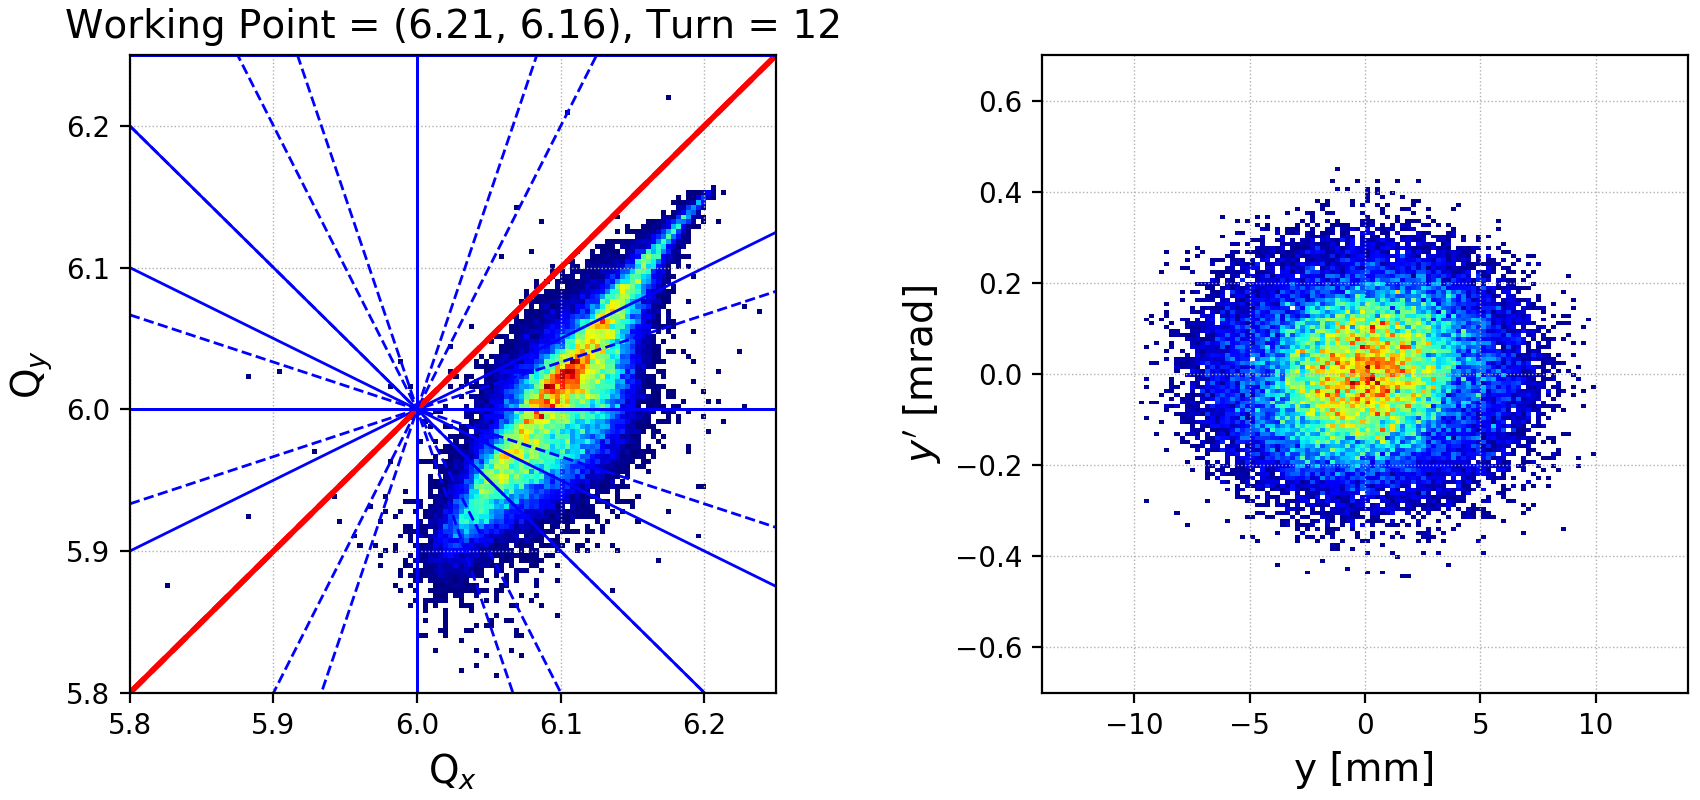 Working Point = (6.21, 6.16), Turn = 12
6.2
6.1
6.0
5.9
5.8
Q_y
5.8 5.9 6.0 6.1 6.2
Q_x
0.6
0.4
0.2
0.0
−0.2
−0.4
−0.6
y′ [mrad]
−10 −5 0 5 10
y [mm]